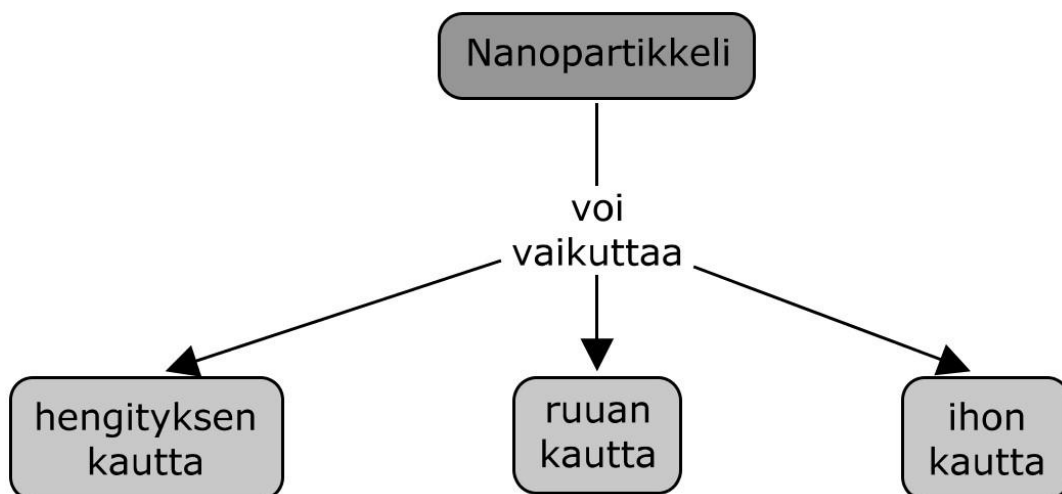 Nanopartikkeli
voi
vaikuttaa
hengityksen
kautta
ruuan
kautta
ihon
kautta